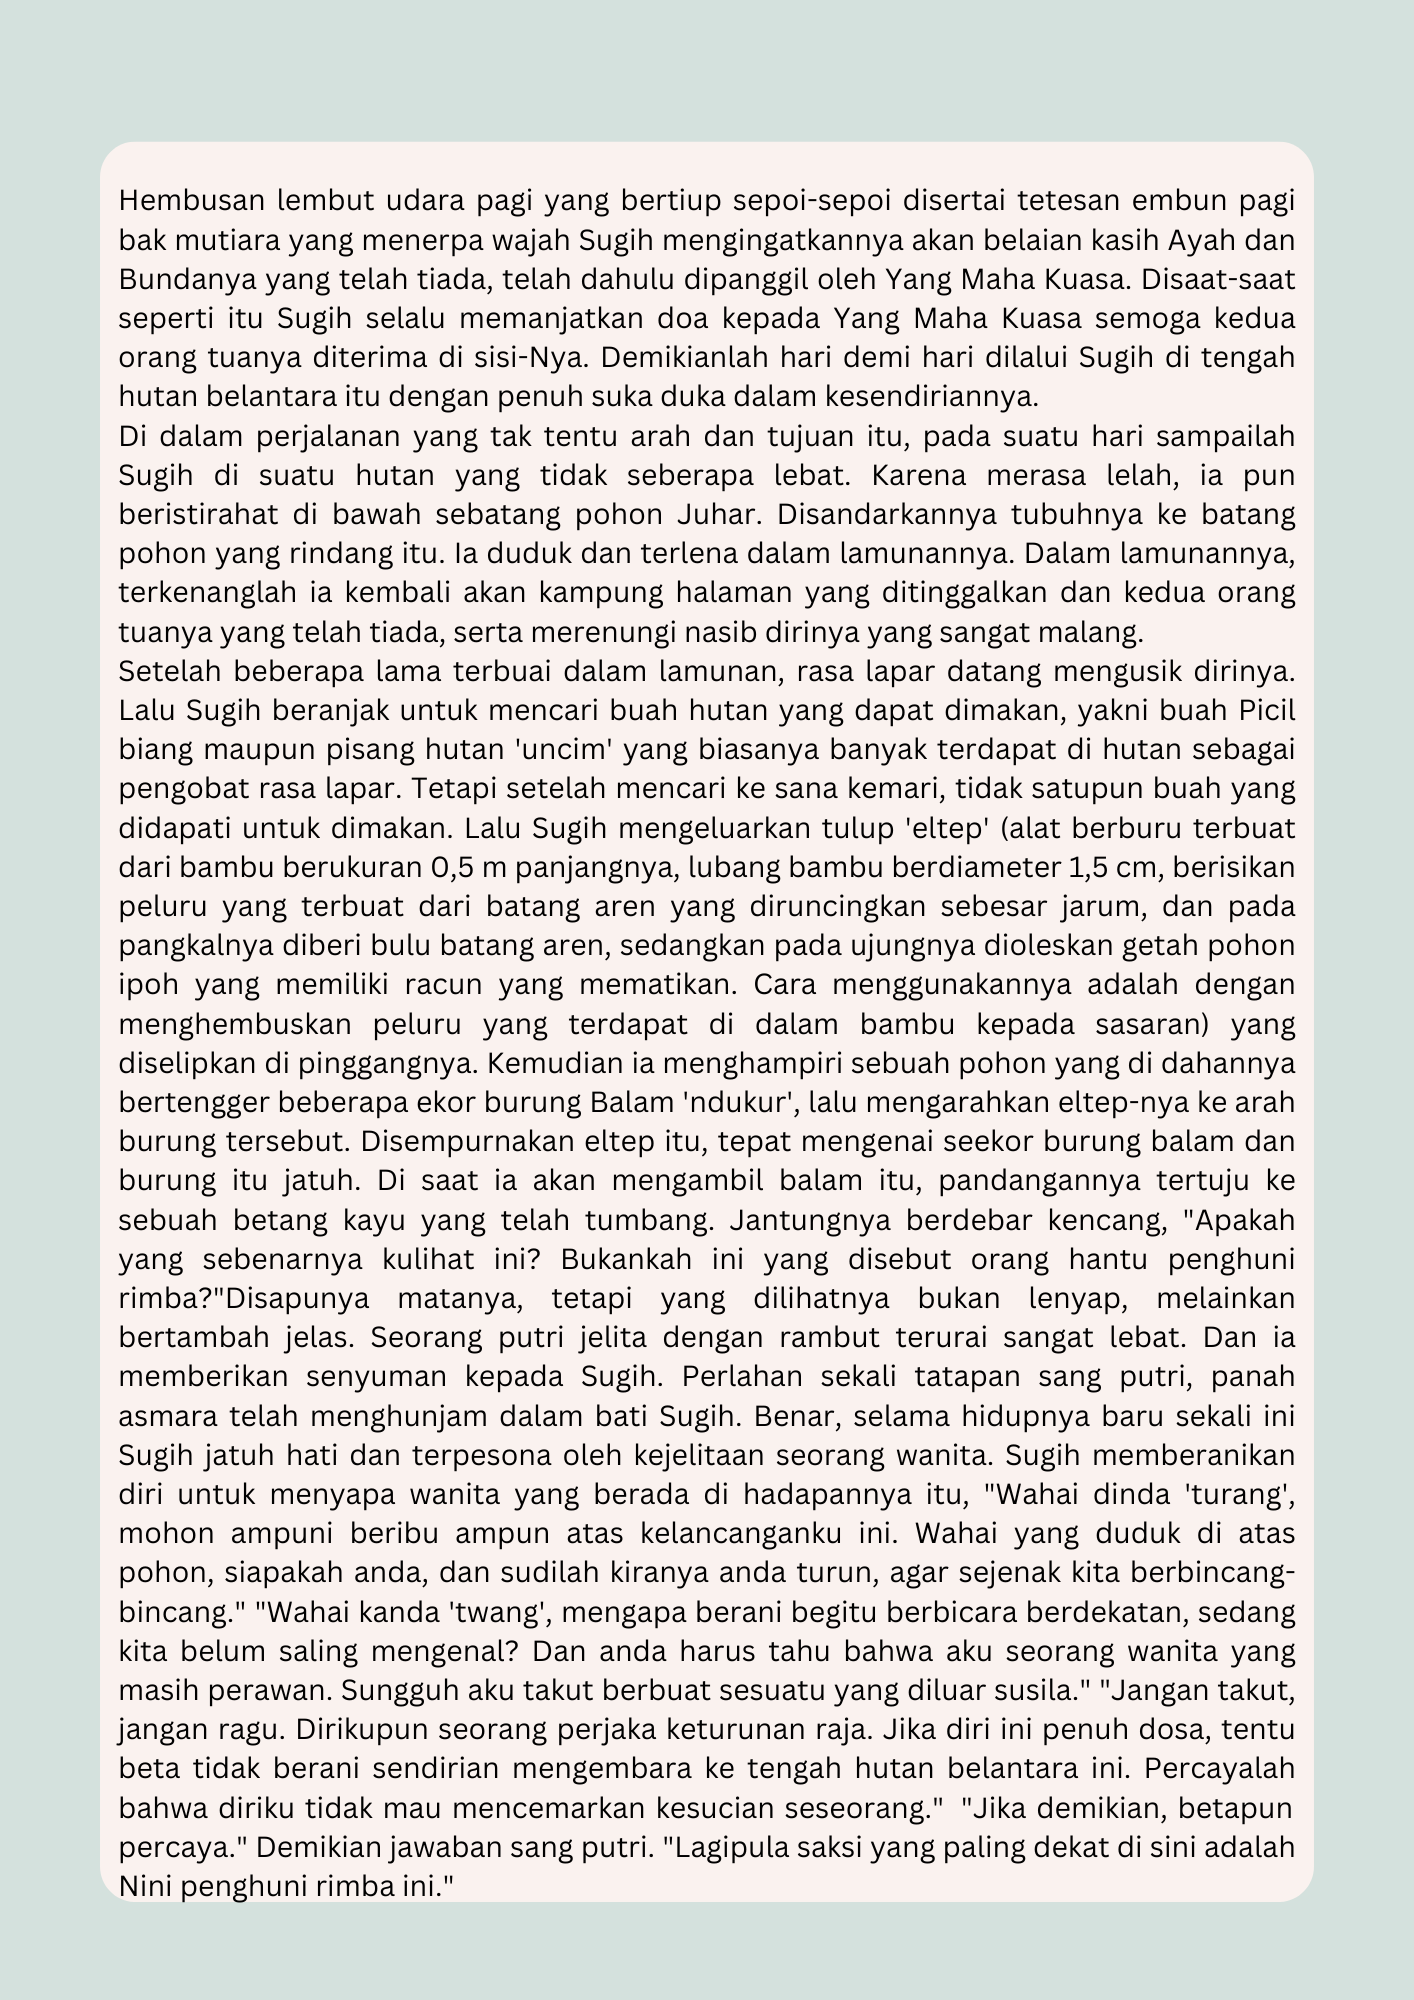 Hembusan lembut udara pagi yang bertiup sepoi-sepoi disertai tetesan embun pagi
bak mutiara yang menerpa wajah Sugih mengingatkannya akan belaian kasih Ayah dan
Bundanya yang telah tiada, telah dahulu dipanggil oleh Yang Maha Kuasa. Disaat-saat
seperti itu Sugih selalu memanjatkan doa kepada Yang Maha Kuasa semoga kedua
orang tuanya diterima di sisi-Nya. Demikianlah hari demi hari dilalui Sugih di tengah
hutan belantara itu dengan penuh suka duka dalam kesendiriannya.
Di dalam perjalanan yang tak tentu arah dan tujuan itu, pada suatu hari sampailah
Sugih di suatu hutan yang tidak seberapa lebat. Karena merasa lelah, ia pun
beristirahat di bawah sebatang pohon Juhar. Disandarkannya tubuhnya ke batang
pohon yang rindang itu. Ia duduk dan terlena dalam lamunannya. Dalam lamunannya,
terkenanglah ia kembali akan kampung halaman yang ditinggalkan dan kedua orang
tuanya yang telah tiada, serta merenungi nasib dirinya yang sangat malang.
Setelah beberapa lama terbuai dalam lamunan, rasa lapar datang mengusik dirinya.
Lalu Sugih beranjak untuk mencari buah hutan yang dapat dimakan, yakni buah Picil
biang maupun pisang hutan 'uncim' yang biasanya banyak terdapat di hutan sebagai
pengobat rasa lapar. Tetapi setelah mencari ke sana kemari, tidak satupun buah yang
didapati untuk dimakan. Lalu Sugih mengeluarkan tulup 'eltep' (alat berburu terbuat
dari bambu berukuran 0,5 m panjangnya, lubang bambu berdiameter 1,5 cm, berisikan
peluru yang terbuat dari batang aren yang diruncingkan sebesar jarum, dan pada
pangkalnya diberi bulu batang aren, sedangkan pada ujungnya dioleskan getah pohon
ipoh yang memiliki racun yang mematikan. Cara menggunakannya adalah dengan
menghembuskan peluru yang terdapat di dalam bambu kepada sasaran) yang
diselipkan di pinggangnya. Kemudian ia menghampiri sebuah pohon yang di dahannya
bertengger beberapa ekor burung Balam 'ndukur', lalu mengarahkan eltep-nya ke arah
burung tersebut. Disempurnakan eltep itu, tepat mengenai seekor burung balam dan
burung itu jatuh. Di saat ia akan mengambil balam itu, pandangannya tertuju ke
sebuah betang kayu yang telah tumbang. Jantungnya berdebar kencang, "Apakah
yang sebenarnya kulihat ini? Bukankah ini yang disebut orang hantu penghuni
rimba?"Disapunya matanya, tetapi yang dilihatnya bukan lenyap, melainkan
bertambah jelas. Seorang putri jelita dengan rambut terurai sangat lebat. Dan ia
memberikan senyuman kepada Sugih. Perlahan sekali tatapan sang putri, panah
asmara telah menghunjam dalam bati Sugih. Benar, selama hidupnya baru sekali ini
Sugih jatuh hati dan terpesona oleh kejelitaan seorang wanita. Sugih memberanikan
diri untuk menyapa wanita yang berada di hadapannya itu, "Wahai dinda 'turang',
mohon ampuni beribu ampun atas kelancanganku ini. Wahai yang duduk di atas
pohon, siapakah anda, dan sudilah kiranya anda turun, agar sejenak kita berbincang-
bincang." "Wahai kanda 'twang', mengapa berani begitu berbicara berdekatan, sedang
kita belum saling mengenal? Dan anda harus tahu bahwa aku seorang wanita yang
masih perawan. Sungguh aku takut berbuat sesuatu yang diluar susila." "Jangan takut,
jangan ragu. Dirikupun seorang perjaka keturunan raja. Jika diri ini penuh dosa, tentu
beta tidak berani sendirian mengembara ke tengah hutan belantara ini. Percayalah
bahwa diriku tidak mau mencemarkan kesucian seseorang." "Jika demikian, betapun
percaya." Demikian jawaban sang putri. "Lagipula saksi yang paling dekat di sini adalah
Nini penghuni rimba ini."